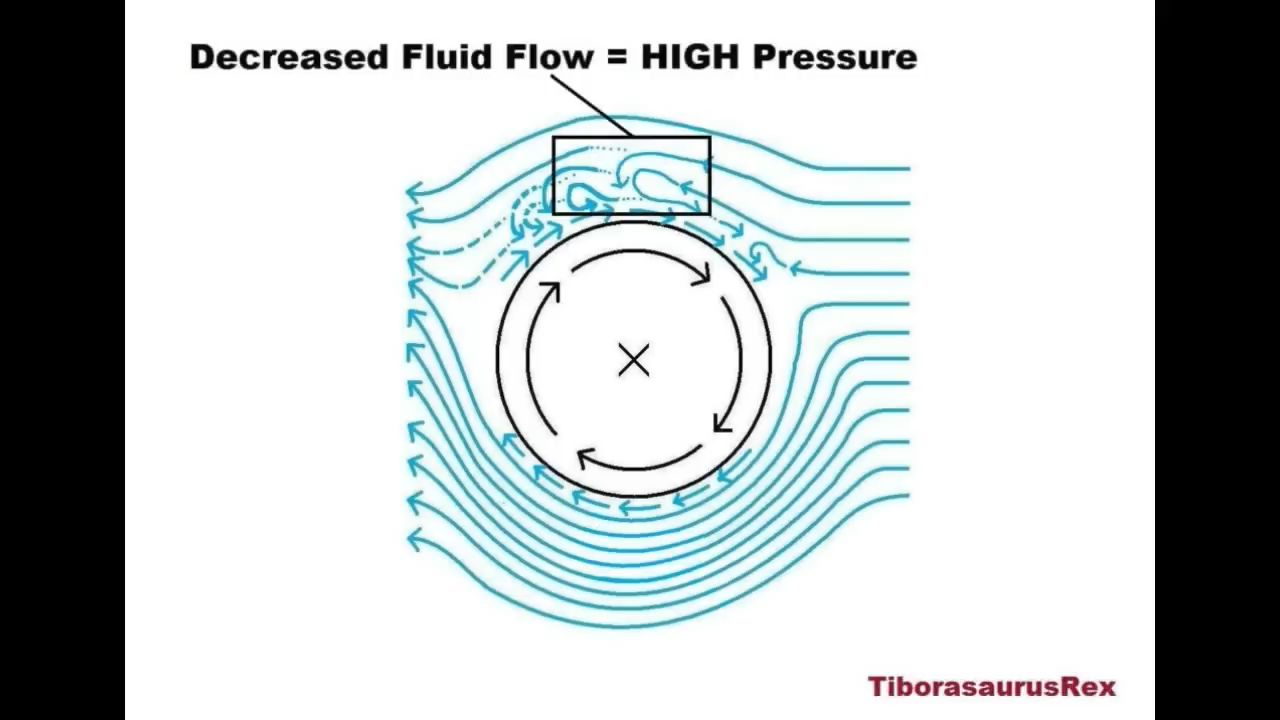 Decreased Fluid Flow = HIGH Pressure
TiborasaurusRex